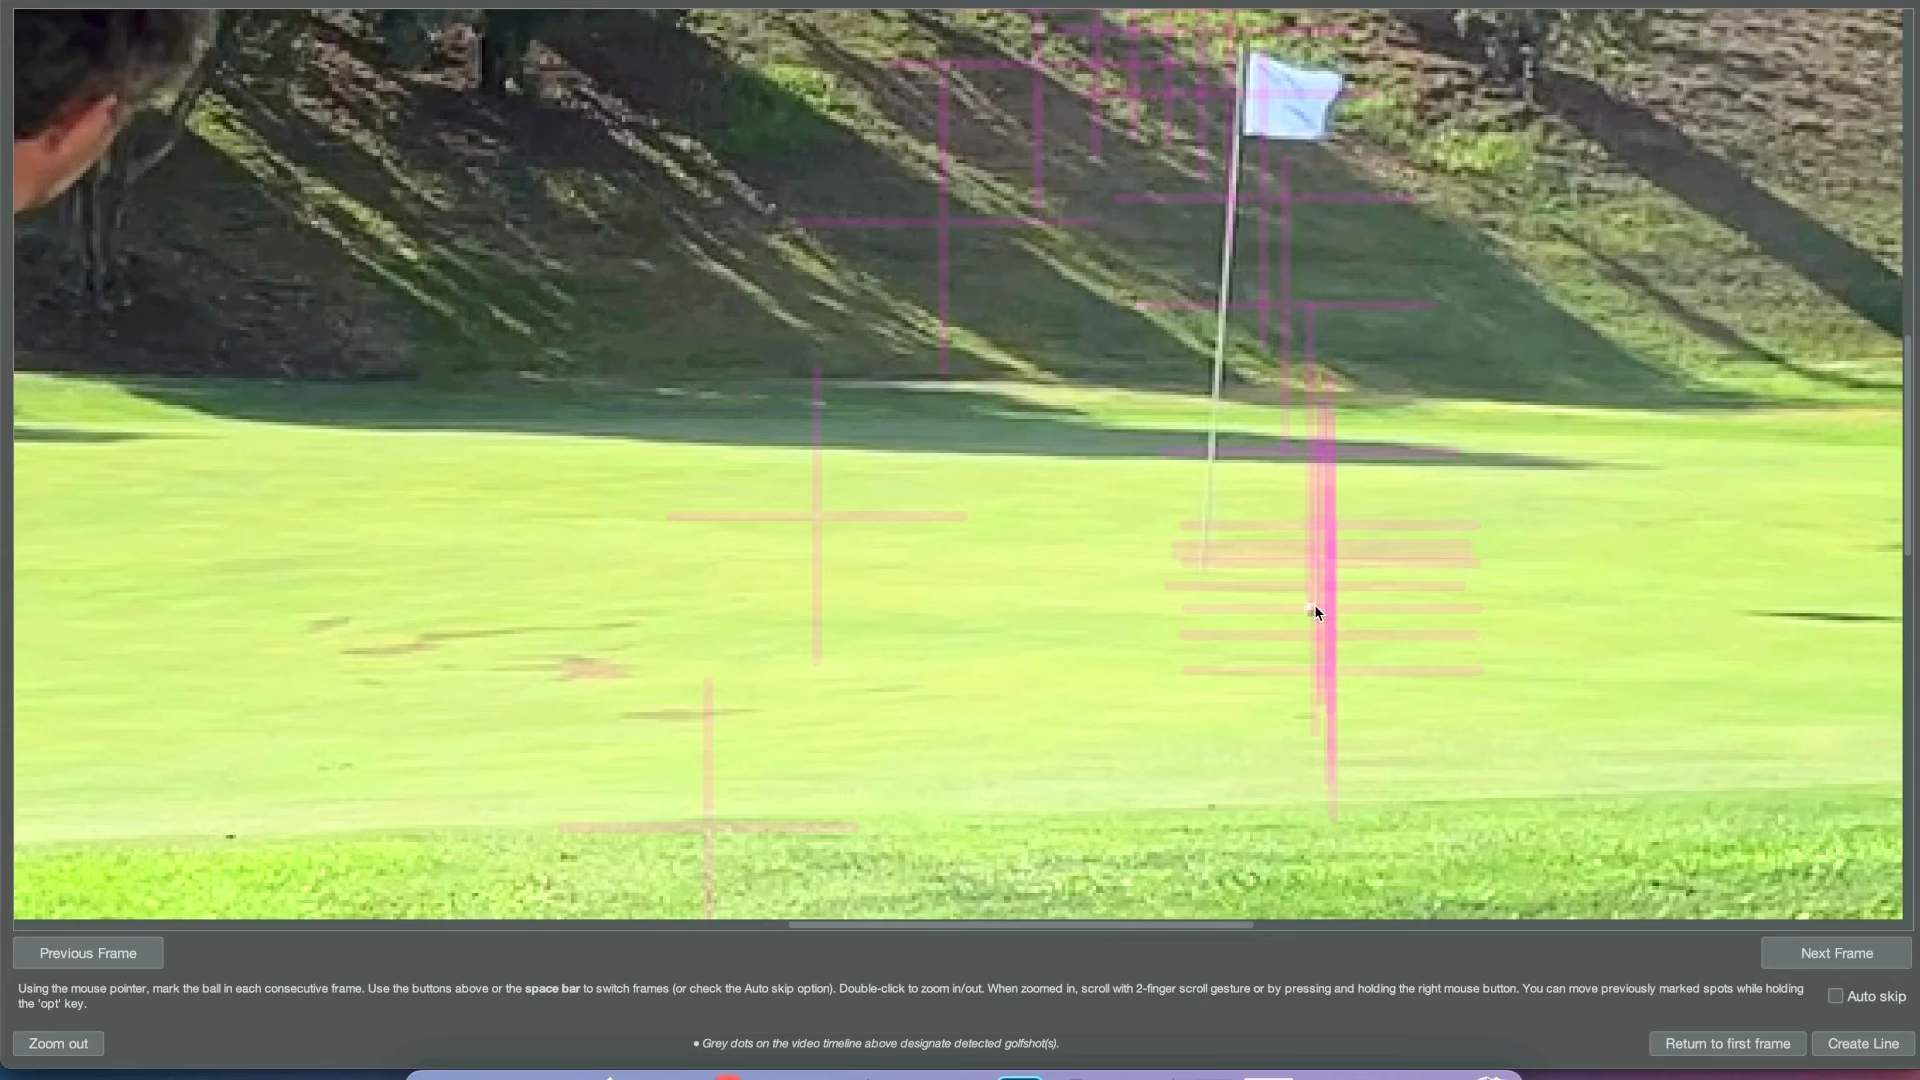 Previous Frame
Next Frame
Using the mouse pointer, mark the ball in each consecutive frame. Use the buttons above or the space bar to switch frames (or check the Auto skip option). Double-click to zoom in/out. When zoomed in, scroll with 2-finger scroll gesture or by pressing and holding the right mouse button. You can move previously marked spots while holding
the 'opt' key.
Auto skip
Zoom out
● Grey dots on the video timeline above designate detected golfshot(s).
Return to first frame
Create Line